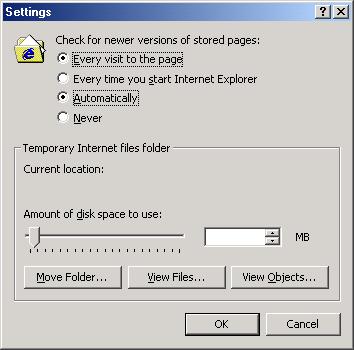 Settings
Check for newer versions of stored pages:
Every visit to the page
Every time you start Internet Explorer
Automatically
Never
Temporary Internet files folder
Current location:
Amount of disk space to use:
MB
Move Folder... View Files... View Objects...
OK Cancel